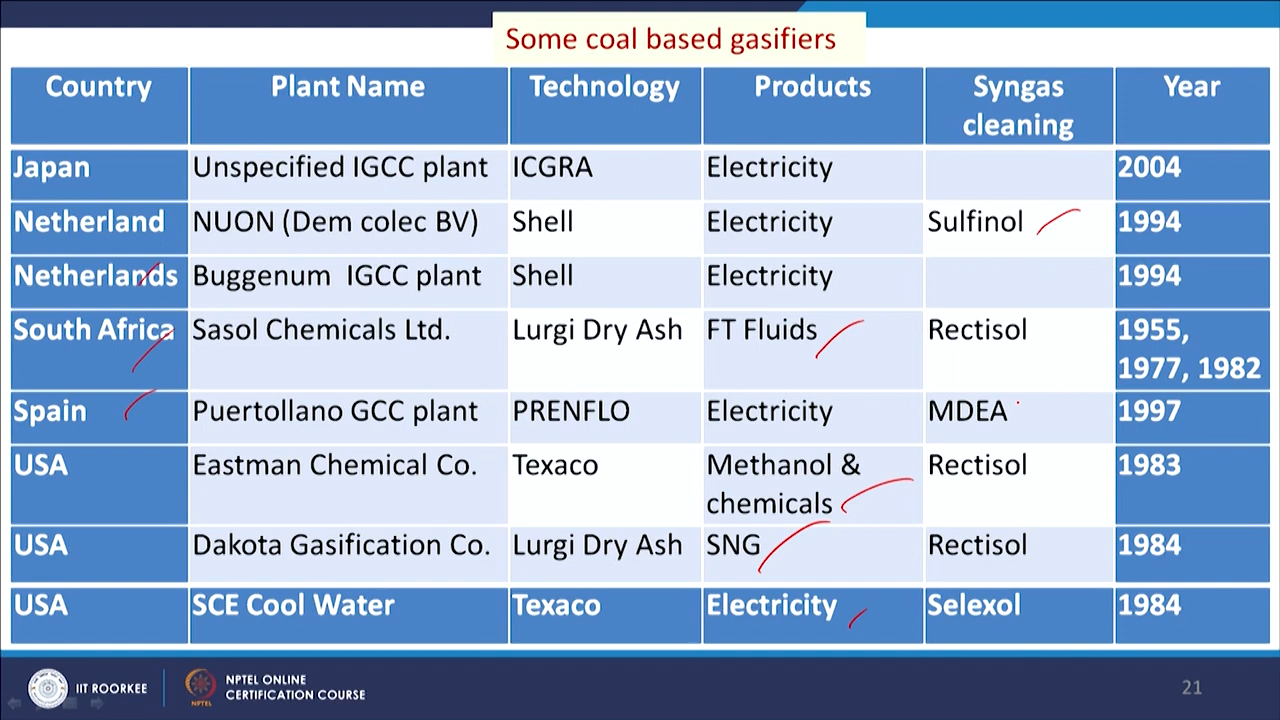 Some coal based gasifiers
Country Plant Name Technology Products Syngas cleaning Year
Japan Unspecified IGCC plant ICGRA Electricity 2004
Netherland NUON (Dem colec BV) Shell Electricity Sulfinol 1994
Netherlands Buggenum IGCC plant Shell Electricity 1994
South Africa Sasol Chemicals Ltd. Lurgi Dry Ash FT Fluids Rectisol 1955, 1977, 1982
Spain Puertollano GCC plant PRENFLO Electricity MDEA 1997
USA Eastman Chemical Co. Texaco Methanol & chemicals Rectisol 1983
USA Dakota Gasification Co. Lurgi Dry Ash SNG Rectisol 1984
USA SCE Cool Water Texaco Electricity Selexol 1984
IIT ROORKEE
NPTEL
NPTEL ONLINE
CERTIFICATION COURSE
21